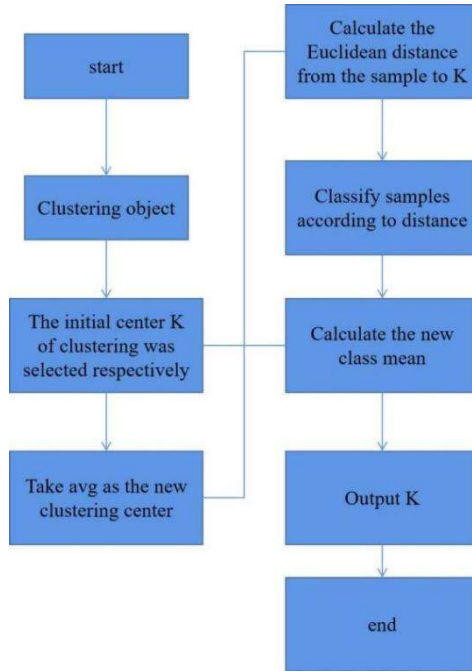 start
Clustering object
The initial center K
of clustering was
selected respectively
Take avg as the new
clustering center
Calculate the
Euclidean distance
from the sample to K
Classify samples
according to distance
Calculate the new
class mean
Output K
end